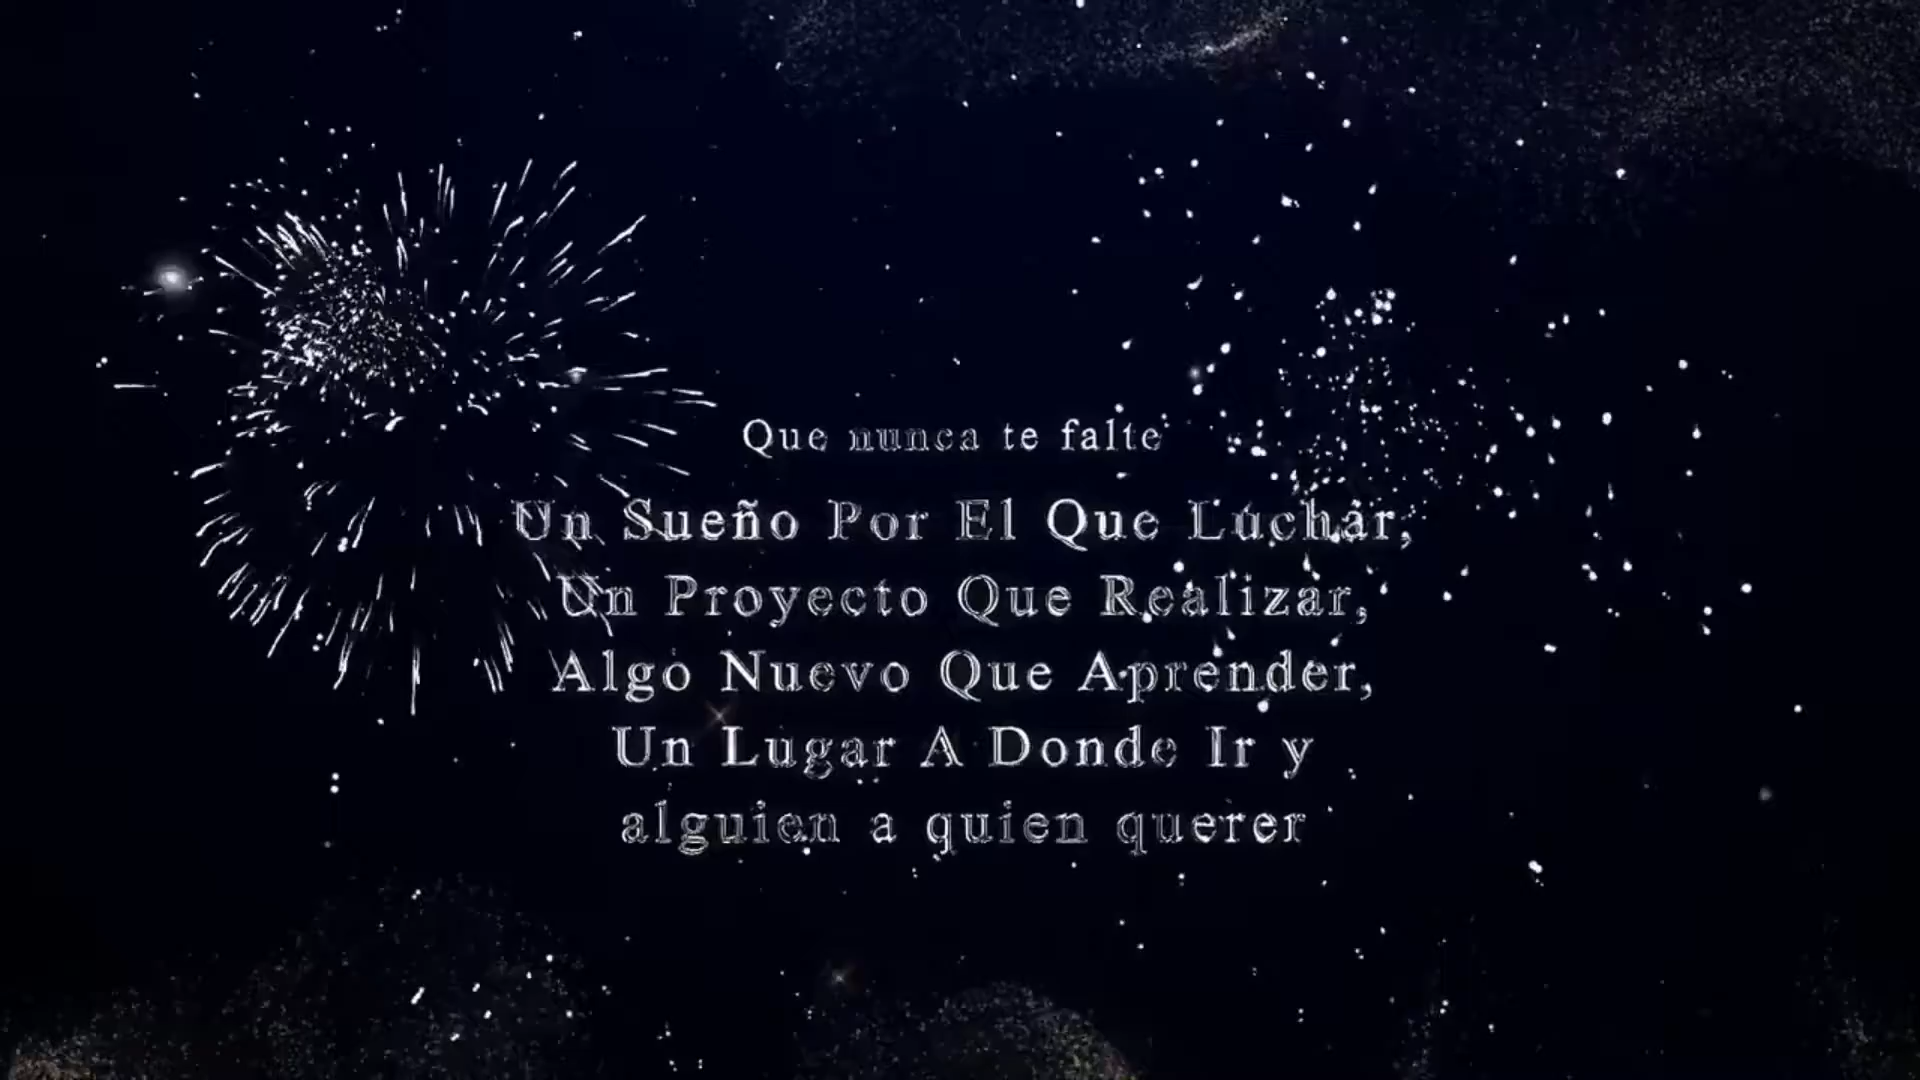 Que nunca te falte
Un Sueño Por El Que Luchar,
Un Proyecto Que Realizar,
Algo Nuevo Que Aprender,
Un Lugar A Donde Ir y
alguien a quien querer